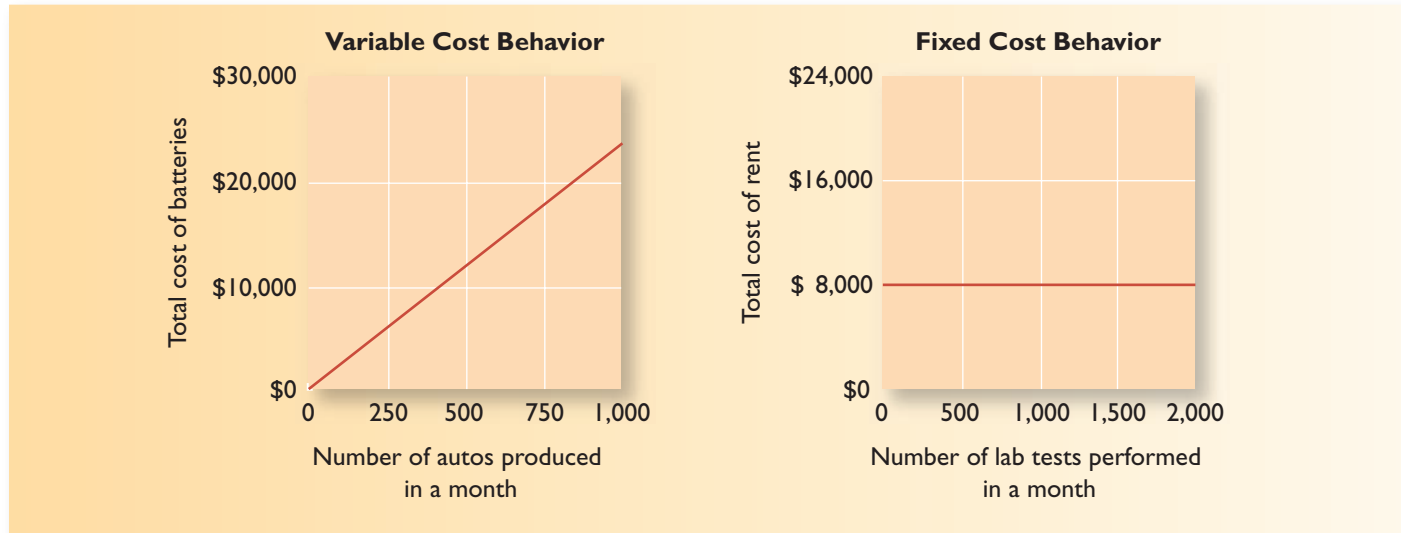 Variable Cost Behavior
$30,000
$20,000
$10,000
$0
Total cost of batteries
0 250 500 750 1,000
Number of autos produced
in a month
Fixed Cost Behavior
$24,000
$16,000
$ 8,000
$0
Total cost of rent
0 500 1,000 1,500 2,000
Number of lab tests performed
in a month